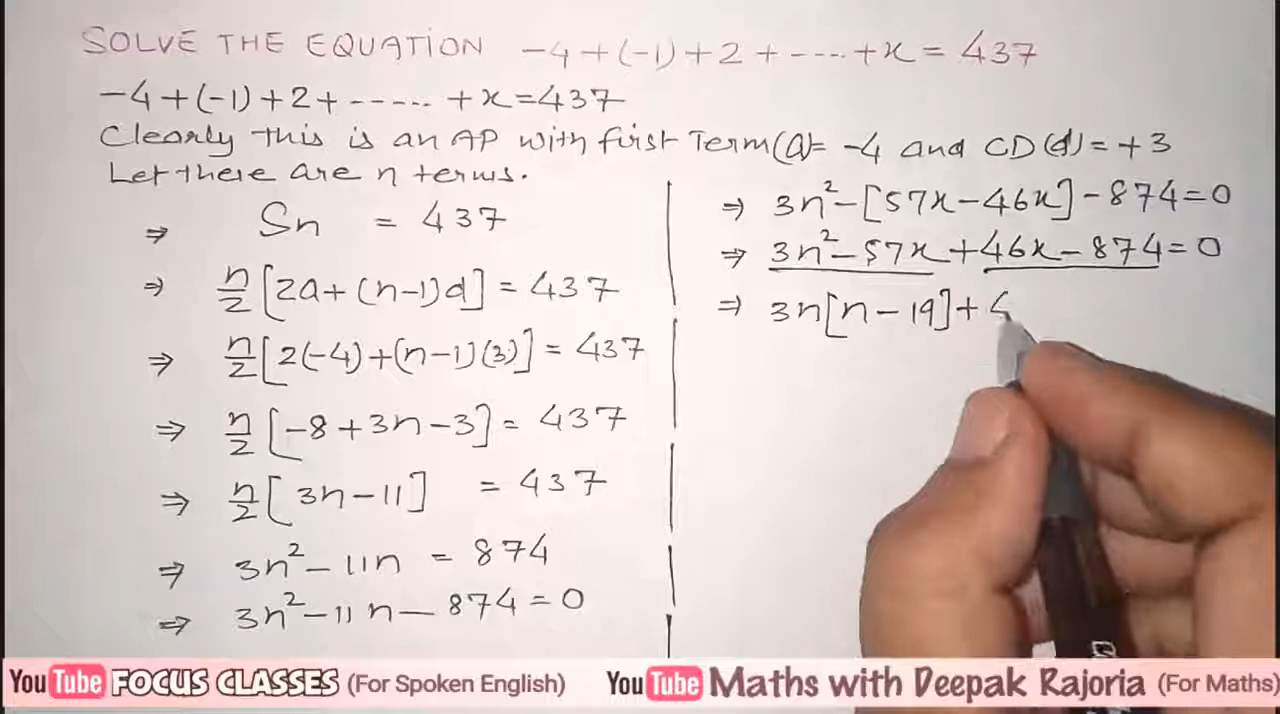 SOLVE THE EQUATION -4+(-1)+2+----+x=437
-4+(-1)+2+-----+x=437
Clearly this is an AP with first Term(a)= -4 and CD(d)=+3
Let there are n terms.
⇒ Sn = 437
⇒ n/2[2a+(n-1)d]=437
⇒ n/2[2(-4)+(n-1)(3)]=437
⇒ n/2[-8+3n-3]=437
⇒ n/2[3n-11] =437
⇒ 3n²-11n = 874
⇒ 3n²-11n-874=0
⇒ 3n²-[57x-46x]-874=0
⇒ 3n²-57x+46x-874=0
⇒ 3n[n-19]+4
YouTube FOCUS CLASSES (For Spoken English) YouTube Maths with Deepak Rajoria (For Maths)